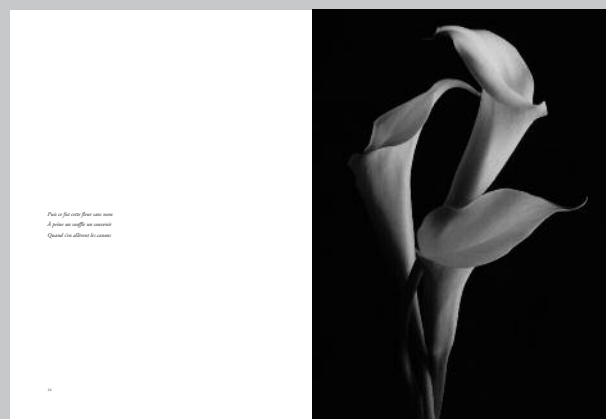 Puis ce fut cette fleur sans nom
À peine un souffle un souvenir
Quand s'en allèrent les canons